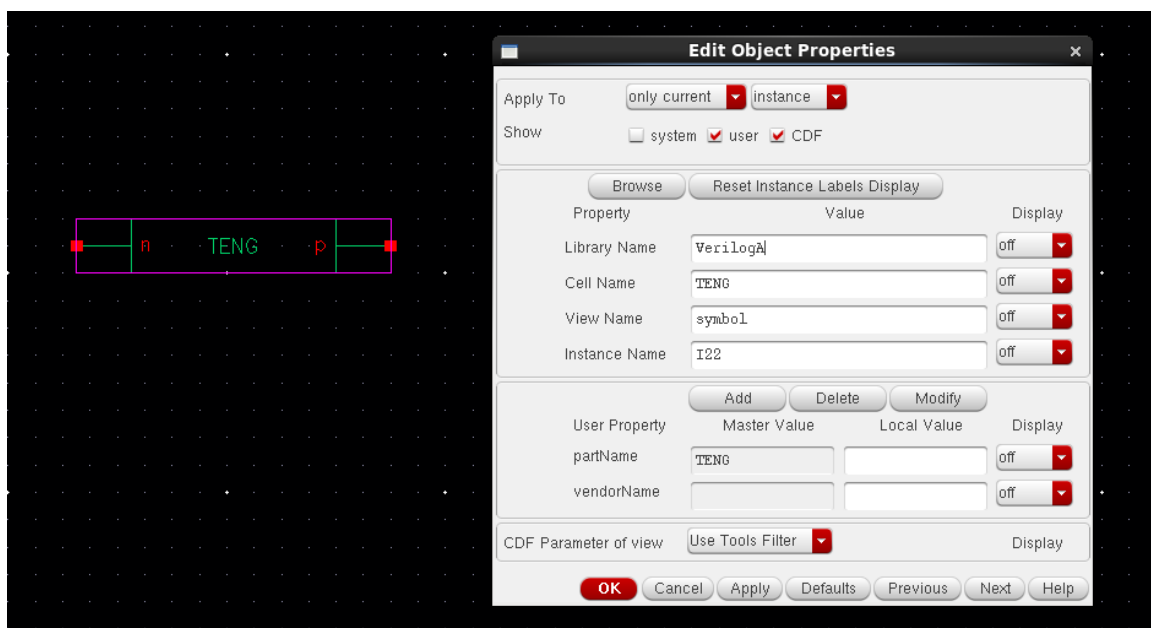 n TENG p
Edit Object Properties
Apply To only current instance
Show system user CDF
Browse Reset Instance Labels Display
Property Value Display
Library Name VerilogA off
Cell Name TENG off
View Name symbol off
Instance Name I22 off
Add Delete Modify
User Property Master Value Local Value Display
partName TENG off
vendorName off
CDF Parameter of view Use Tools Filter Display
OK Cancel Apply Defaults Previous Next Help